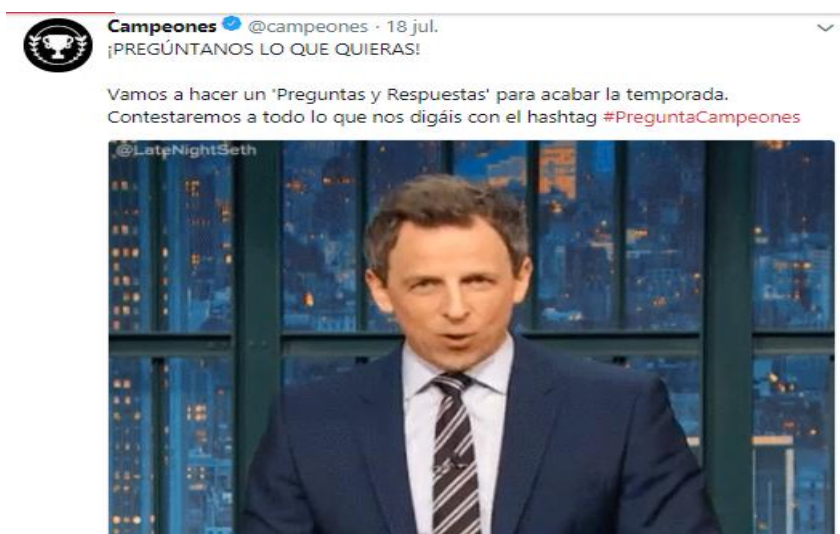 Campeones @campeones · 18 jul.
¡PREGÚNTANOS LO QUE QUIERAS!
Vamos a hacer un 'Preguntas y Respuestas' para acabar la temporada.
Contestaremos a todo lo que nos digáis con el hashtag #PreguntaCampeones
@LateNightSeth